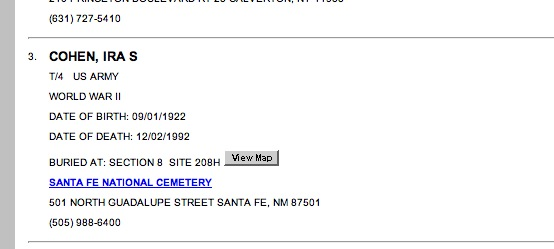 (631) 727-5410
3. COHEN, IRA S
T/4 US ARMY
WORLD WAR II
DATE OF BIRTH: 09/01/1922
DATE OF DEATH: 12/02/1992
BURIED AT: SECTION 8 SITE 208H View Map
SANTA FE NATIONAL CEMETERY
501 NORTH GUADALUPE STREET SANTA FE, NM 87501
(505) 988-6400